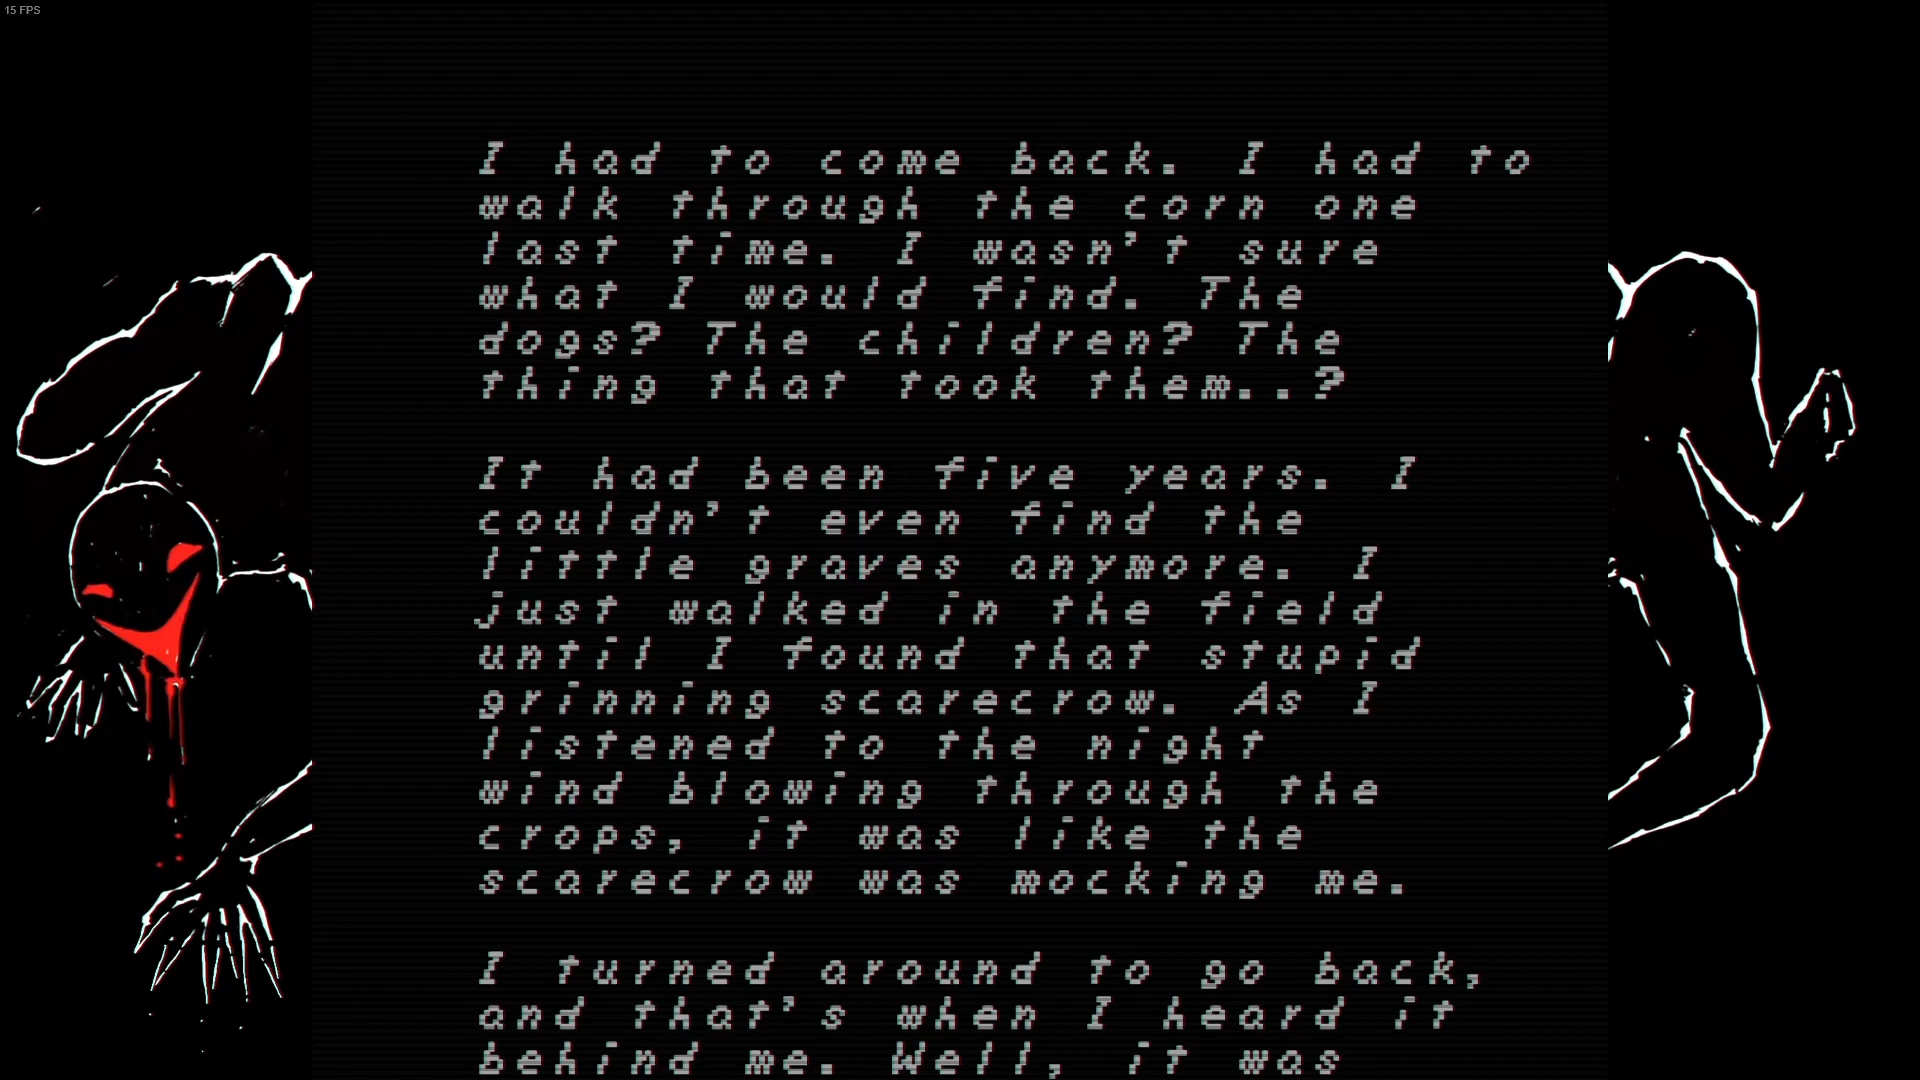 15 FPS
I had to come back. I had to
walk through the corn one
last time. I wasn't sure
what I would find. The
dogs? The children? The
thing that took them..?
It had been five years. I
couldn't even find the
little graves anymore. I
just walked in the field
until I found that stupid
grinning scarecrow. As I
listened to the night
wind blowing through the
crops, it was like the
scarecrow was mocking me.
I turned around to go back,
and that's when I heard it
behind me. Well, it was